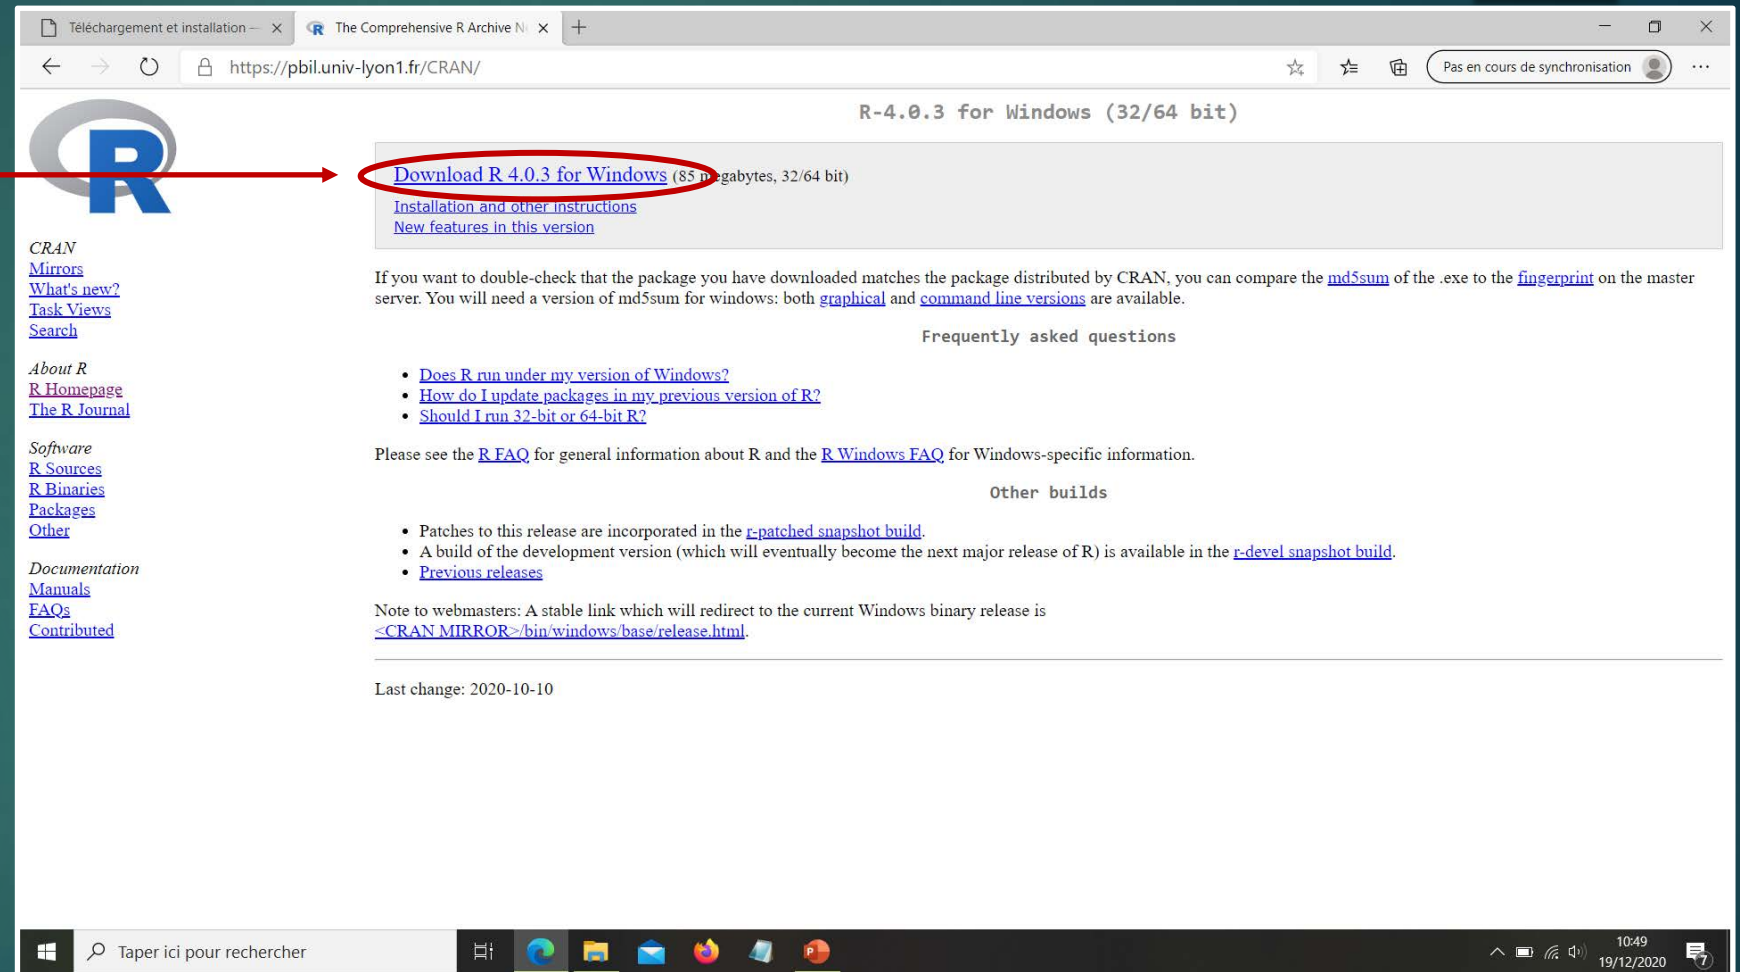 Téléchargement et installation —
The Comprehensive R Archive N
https://pbil.univ-lyon1.fr/CRAN/
Pas en cours de synchronisation
R
CRAN
Mirrors
What's new?
Task Views
Search
About R
R Homepage
The R Journal
Software
R Sources
R Binaries
Packages
Other
Documentation
Manuals
FAQs
Contributed
R-4.0.3 for Windows (32/64 bit)
Download R 4.0.3 for Windows (85 megabytes, 32/64 bit)
Installation and other instructions
New features in this version
If you want to double-check that the package you have downloaded matches the package distributed by CRAN, you can compare the md5sum of the .exe to the fingerprint on the master
server. You will need a version of md5sum for windows: both graphical and command line versions are available.
Frequently asked questions
• Does R run under my version of Windows?
• How do I update packages in my previous version of R?
• Should I run 32-bit or 64-bit R?
Please see the R FAQ for general information about R and the R Windows FAQ for Windows-specific information.
Other builds
• Patches to this release are incorporated in the r-patched snapshot build.
• A build of the development version (which will eventually become the next major release of R) is available in the r-devel snapshot build.
• Previous releases
Note to webmasters: A stable link which will redirect to the current Windows binary release is
<CRAN MIRROR>/bin/windows/base/release.html.
Last change: 2020-10-10
Taper ici pour rechercher
10:49
19/12/2020
7